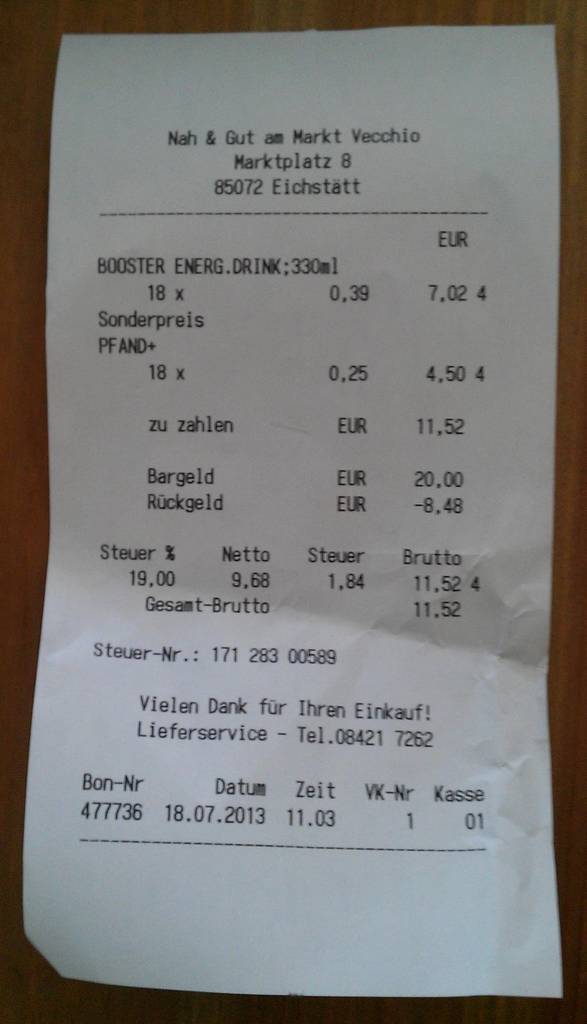 Nah & Gut am Markt Vecchio
Marktplatz 8
85072 Eichstätt
EUR
BOOSTER ENERG.DRINK;330ml
18 x 0,39 7,02 4
Sonderpreis
PFAND+
18 x 0,25 4,50 4
zu zahlen EUR 11,52
Bargeld EUR 20,00
Rückgeld EUR -8,48
Steuer % Netto Steuer Brutto
19,00 9,68 1,84 11,52 4
Gesamt-Brutto 11,52
Steuer-Nr.: 171 283 00589
Vielen Dank für Ihren Einkauf!
Lieferservice - Tel.08421 7262
Bon-Nr Datum Zeit VK-Nr Kasse
477736 18.07.2013 11.03 1 01